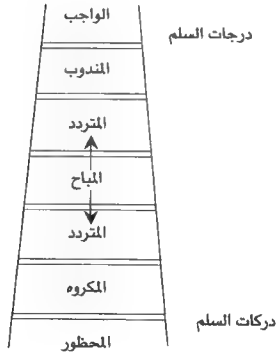 الواجب
درجات السلم
المندوب
المتردد
المباح
المتردد
المكروه
دركات السلم
المحظور